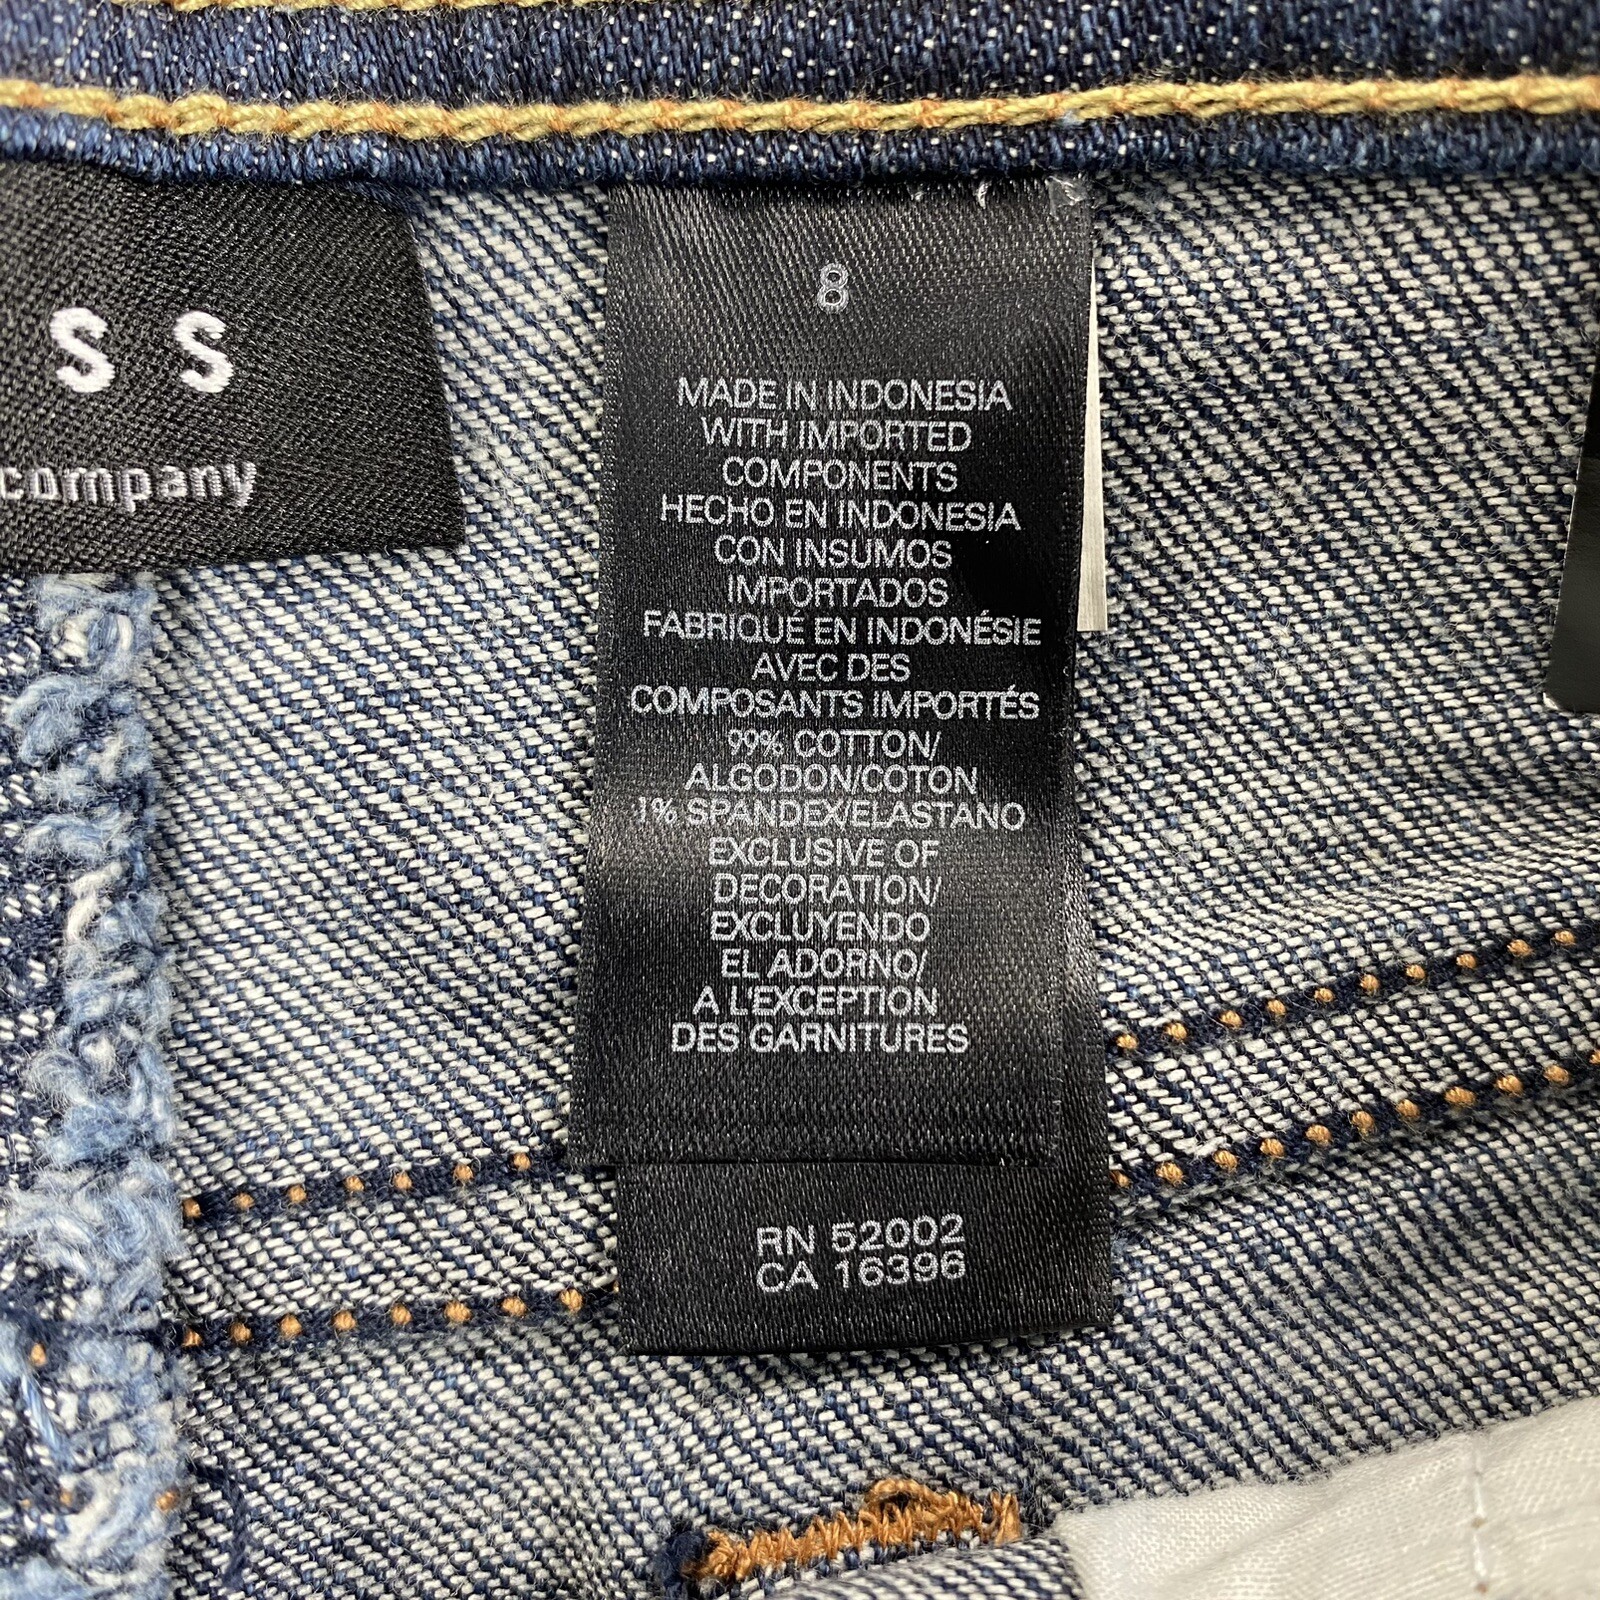 S S
company
8
MADE IN INDONESIA
WITH IMPORTED
COMPONENTS
HECHO EN INDONESIA
CON INSUMOS
IMPORTADOS
FABRIQUÉ EN INDONÉSIE
AVEC DES
COMPOSANTS IMPORTÉS
99% COTTON/
ALGODON/COTON
1% SPANDEX/ELASTANO
EXCLUSIVE OF
DECORATION/
EXCLUYENDO
EL ADORNO/
A L'EXCEPTION
DES GARNITURES
RN 52002
CA 16396